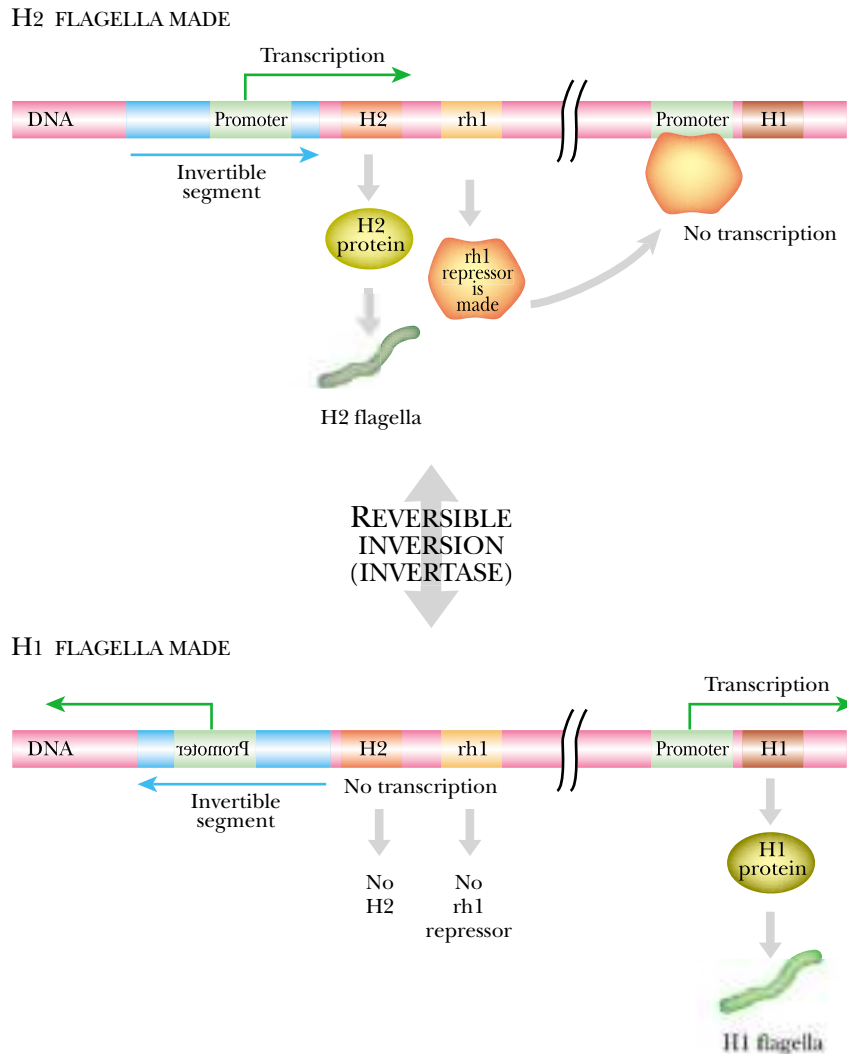 H2 FLAGELLA MADE
Transcription
DNA
Promoter
H2
rh1
Promoter
H1
Invertible
segment
H2
protein
rh1
repressor
is
made
No transcription
H2 flagella
REVERSIBLE
INVERSION
(INVERTASE)
H1 FLAGELLA MADE
Transcription
DNA
Promoter
H2
rh1
Promoter
H1
Invertible
segment
No transcription
No
H2
No
rh1
repressor
H1
protein
H1 flagella